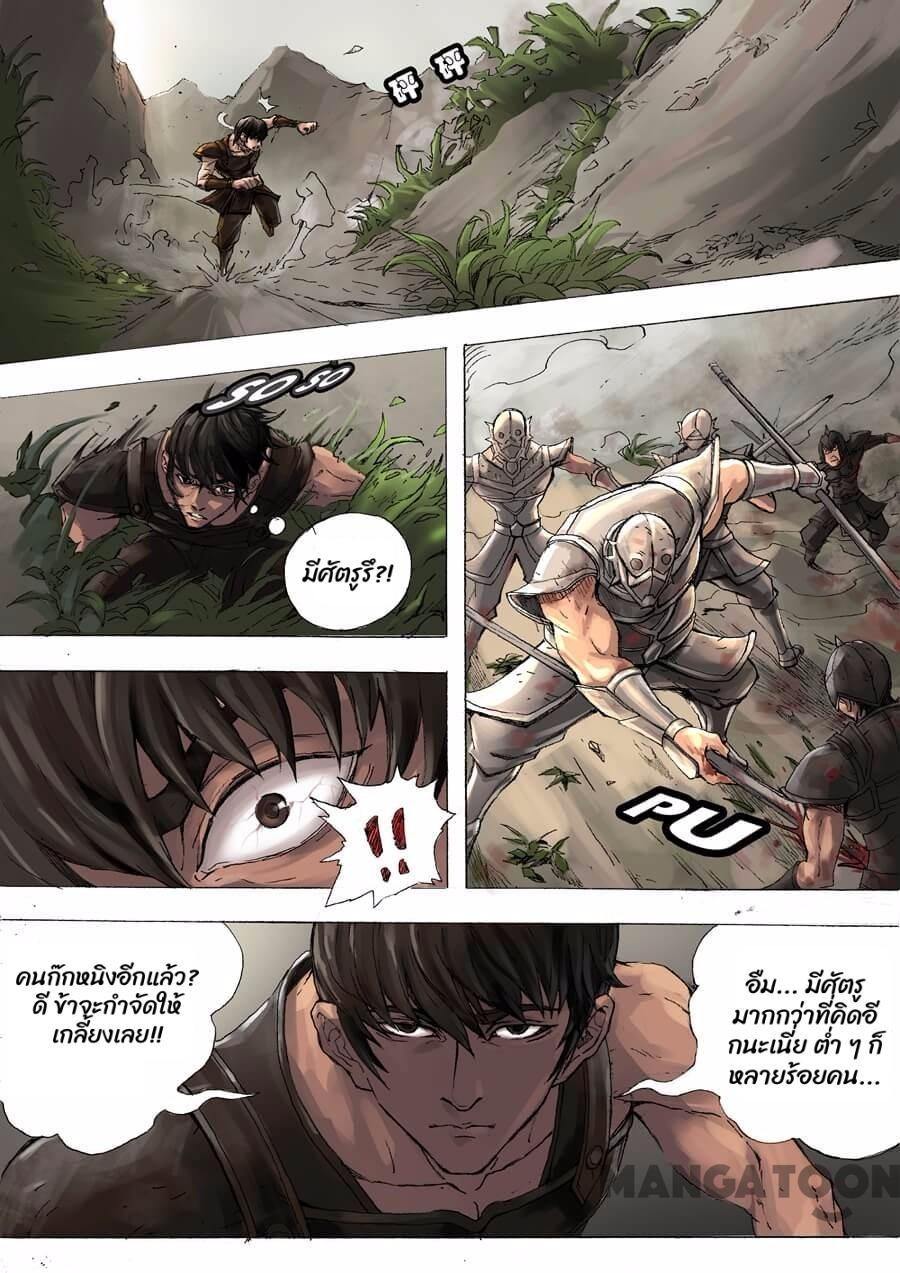 砰 砰
SO SO
มีศัตรูรึ?!
PU
!!
คนก๊กหนิงอีกแล้ว?
ดี ข้าจะกำจัดให้
เกลี้ยงเลย!!
อืม... มีศัตรู
มากกว่าที่คิดอี
กนะเนี่ย ต่ำ ๆ ก็
หลายร้อยคน...
MANGATOON